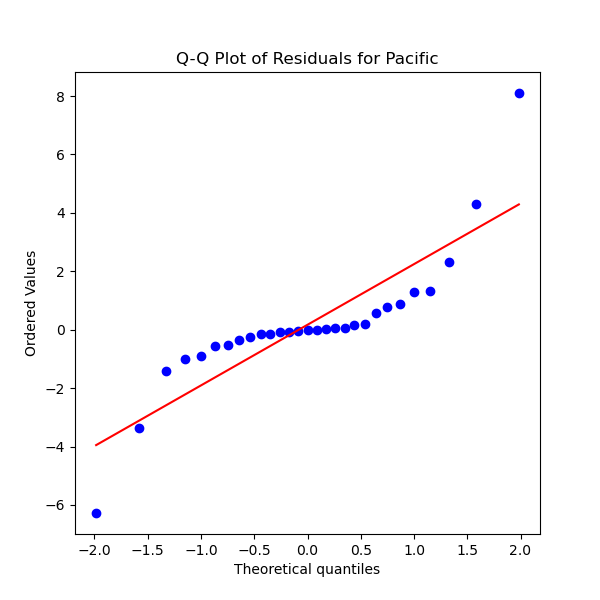 Q-Q Plot of Residuals for Pacific
8
6
4
2
0
−2
−4
−6
Ordered Values
−2.0 −1.5 −1.0 −0.5 0.0 0.5 1.0 1.5 2.0
Theoretical quantiles